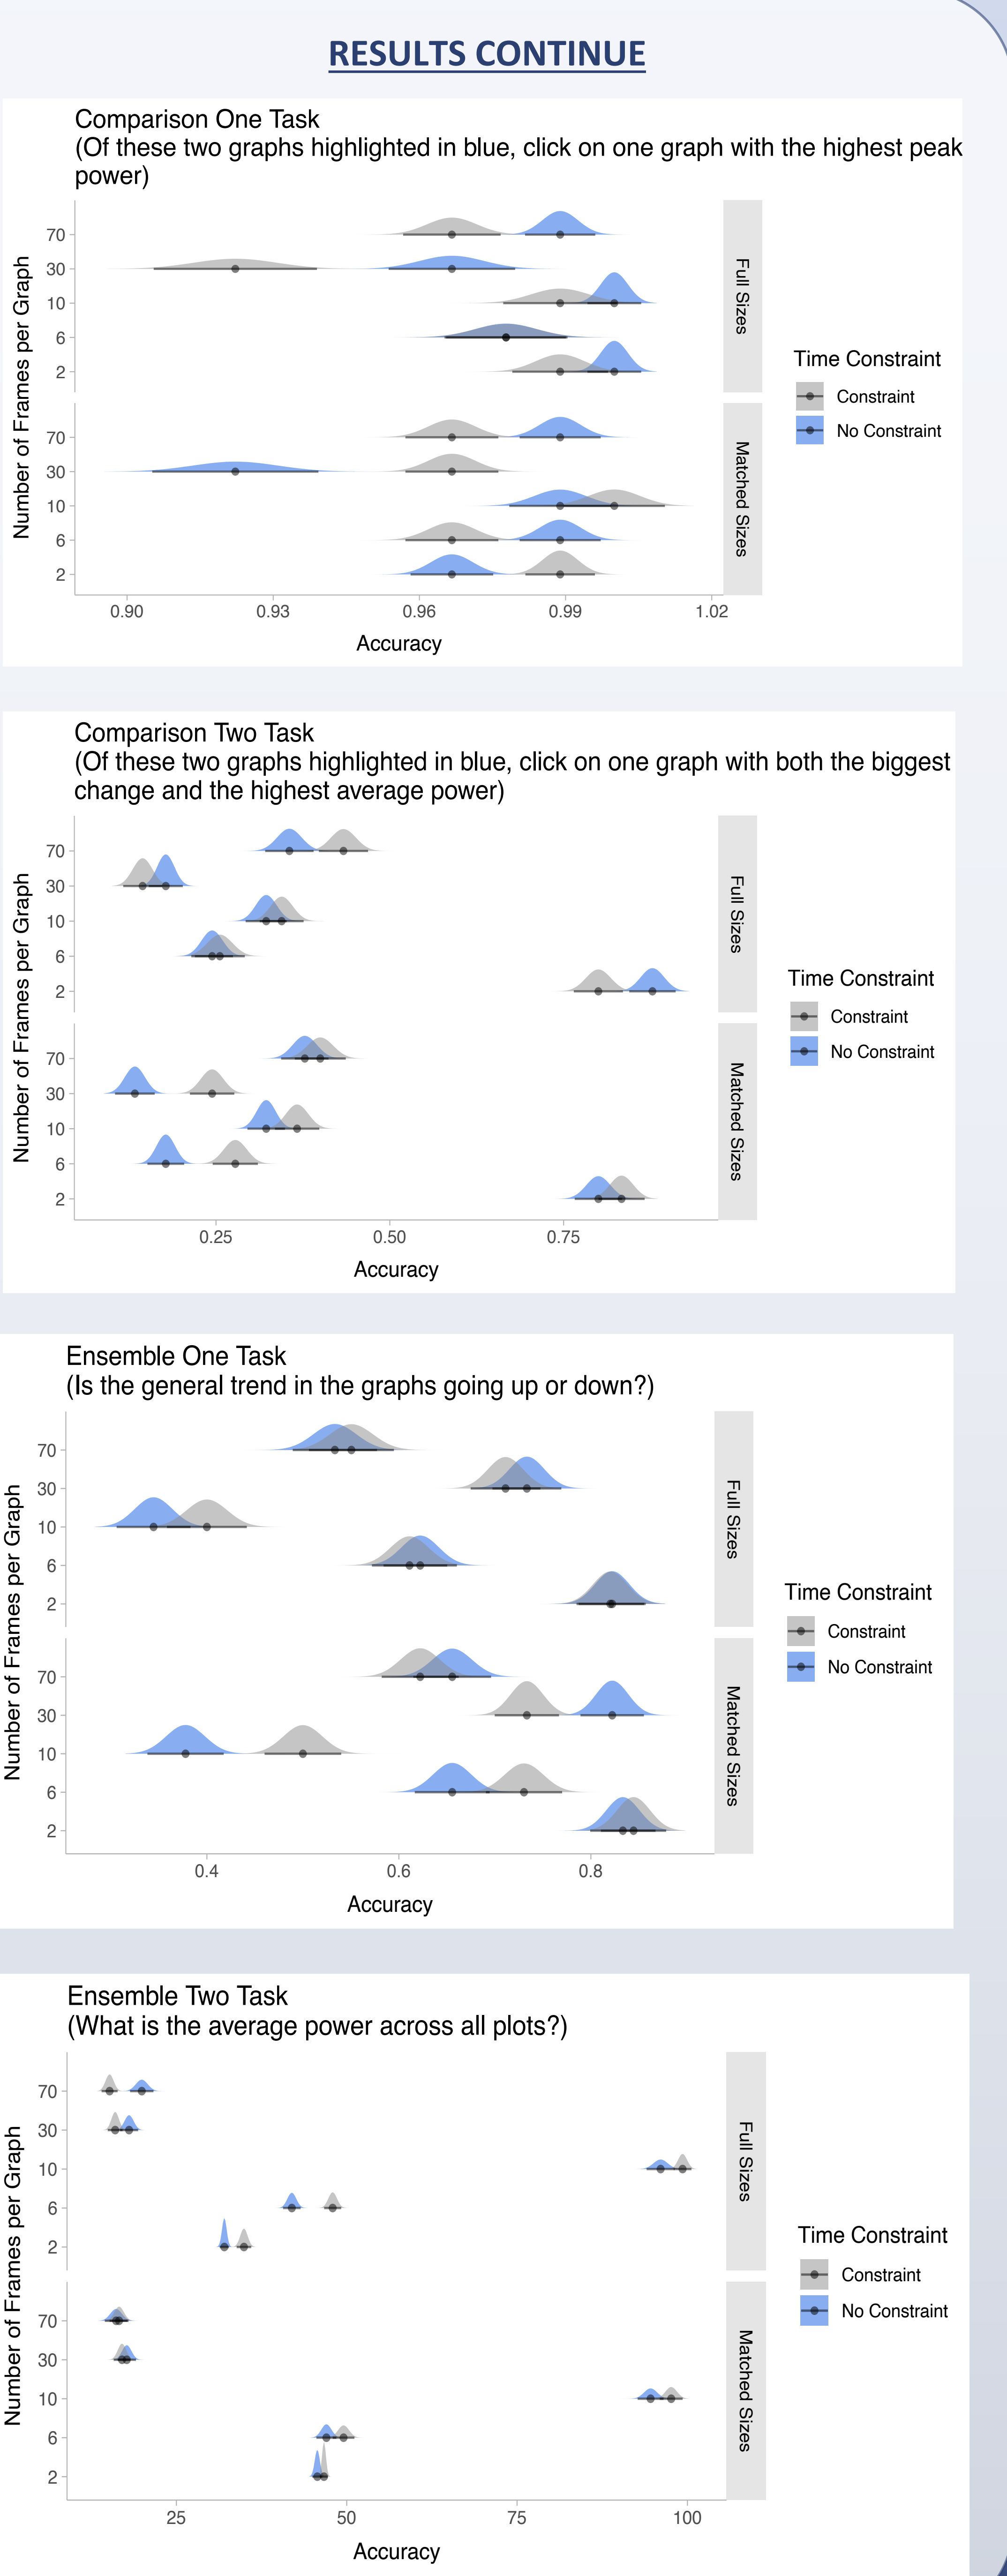 RESULTS CONTINUE
Comparison One Task
(Of these two graphs highlighted in blue, click on one graph with the highest peak
power)
Number of Frames per Graph
70
30
10
6
2
Full Sizes
70
30
10
6
2
Matched Sizes
0.90 0.93 0.96 0.99 1.02
Accuracy
Time Constraint
Constraint
No Constraint
Comparison Two Task
(Of these two graphs highlighted in blue, click on one graph with both the biggest
change and the highest average power)
Number of Frames per Graph
70
30
10
6
2
Full Sizes
70
30
10
6
2
Matched Sizes
0.25 0.50 0.75
Accuracy
Time Constraint
Constraint
No Constraint
Ensemble One Task
(Is the general trend in the graphs going up or down?)
Number of Frames per Graph
70
30
10
6
2
Full Sizes
70
30
10
6
2
Matched Sizes
0.4 0.6 0.8
Accuracy
Time Constraint
Constraint
No Constraint
Ensemble Two Task
(What is the average power across all plots?)
Number of Frames per Graph
70
30
10
6
2
Full Sizes
70
30
10
6
2
Matched Sizes
25 50 75 100
Accuracy
Time Constraint
Constraint
No Constraint